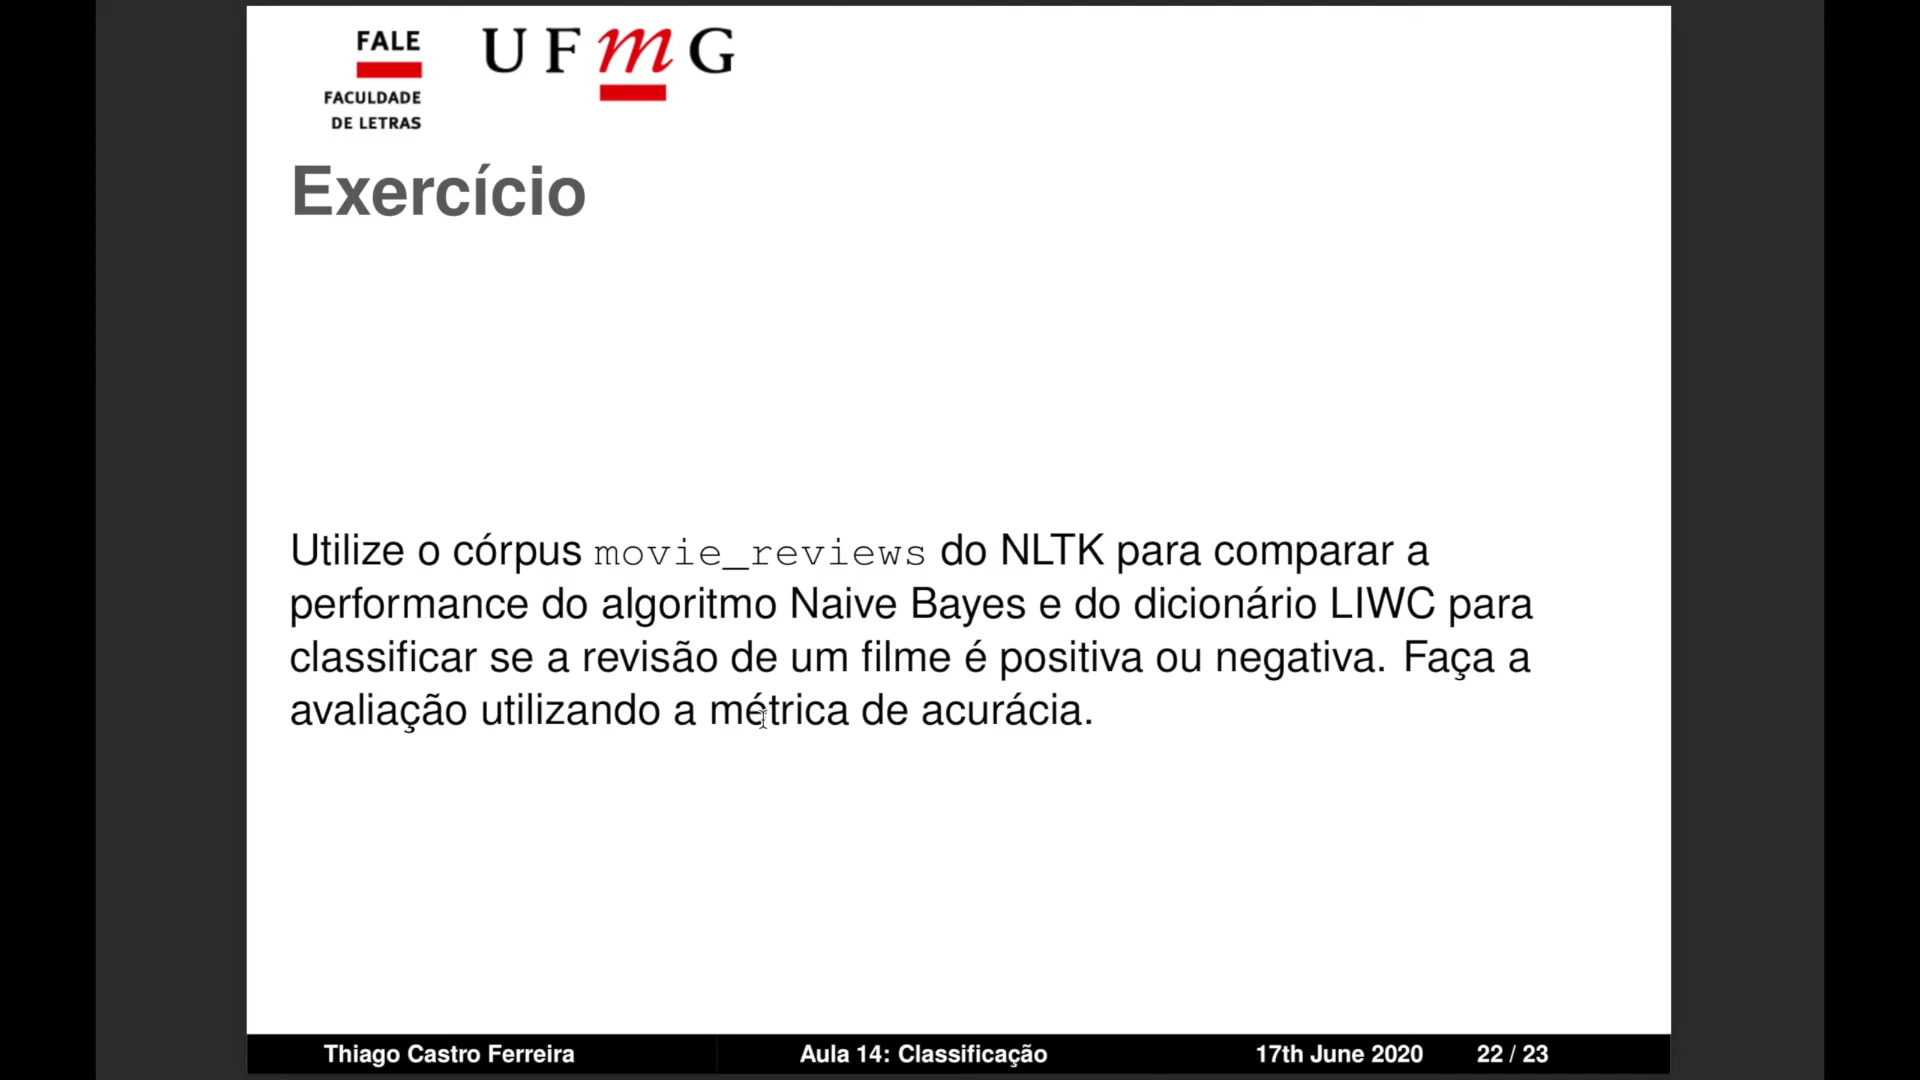 FALE
FACULDADE
DE LETRAS
UFmG
Exercício
Utilize o córpus movie_reviews do NLTK para comparar a
performance do algoritmo Naive Bayes e do dicionário LIWC para
classificar se a revisão de um filme é positiva ou negativa. Faça a
avaliação utilizando a métrica de acurácia.
Thiago Castro Ferreira Aula 14: Classificação 17th June 2020 22 / 23